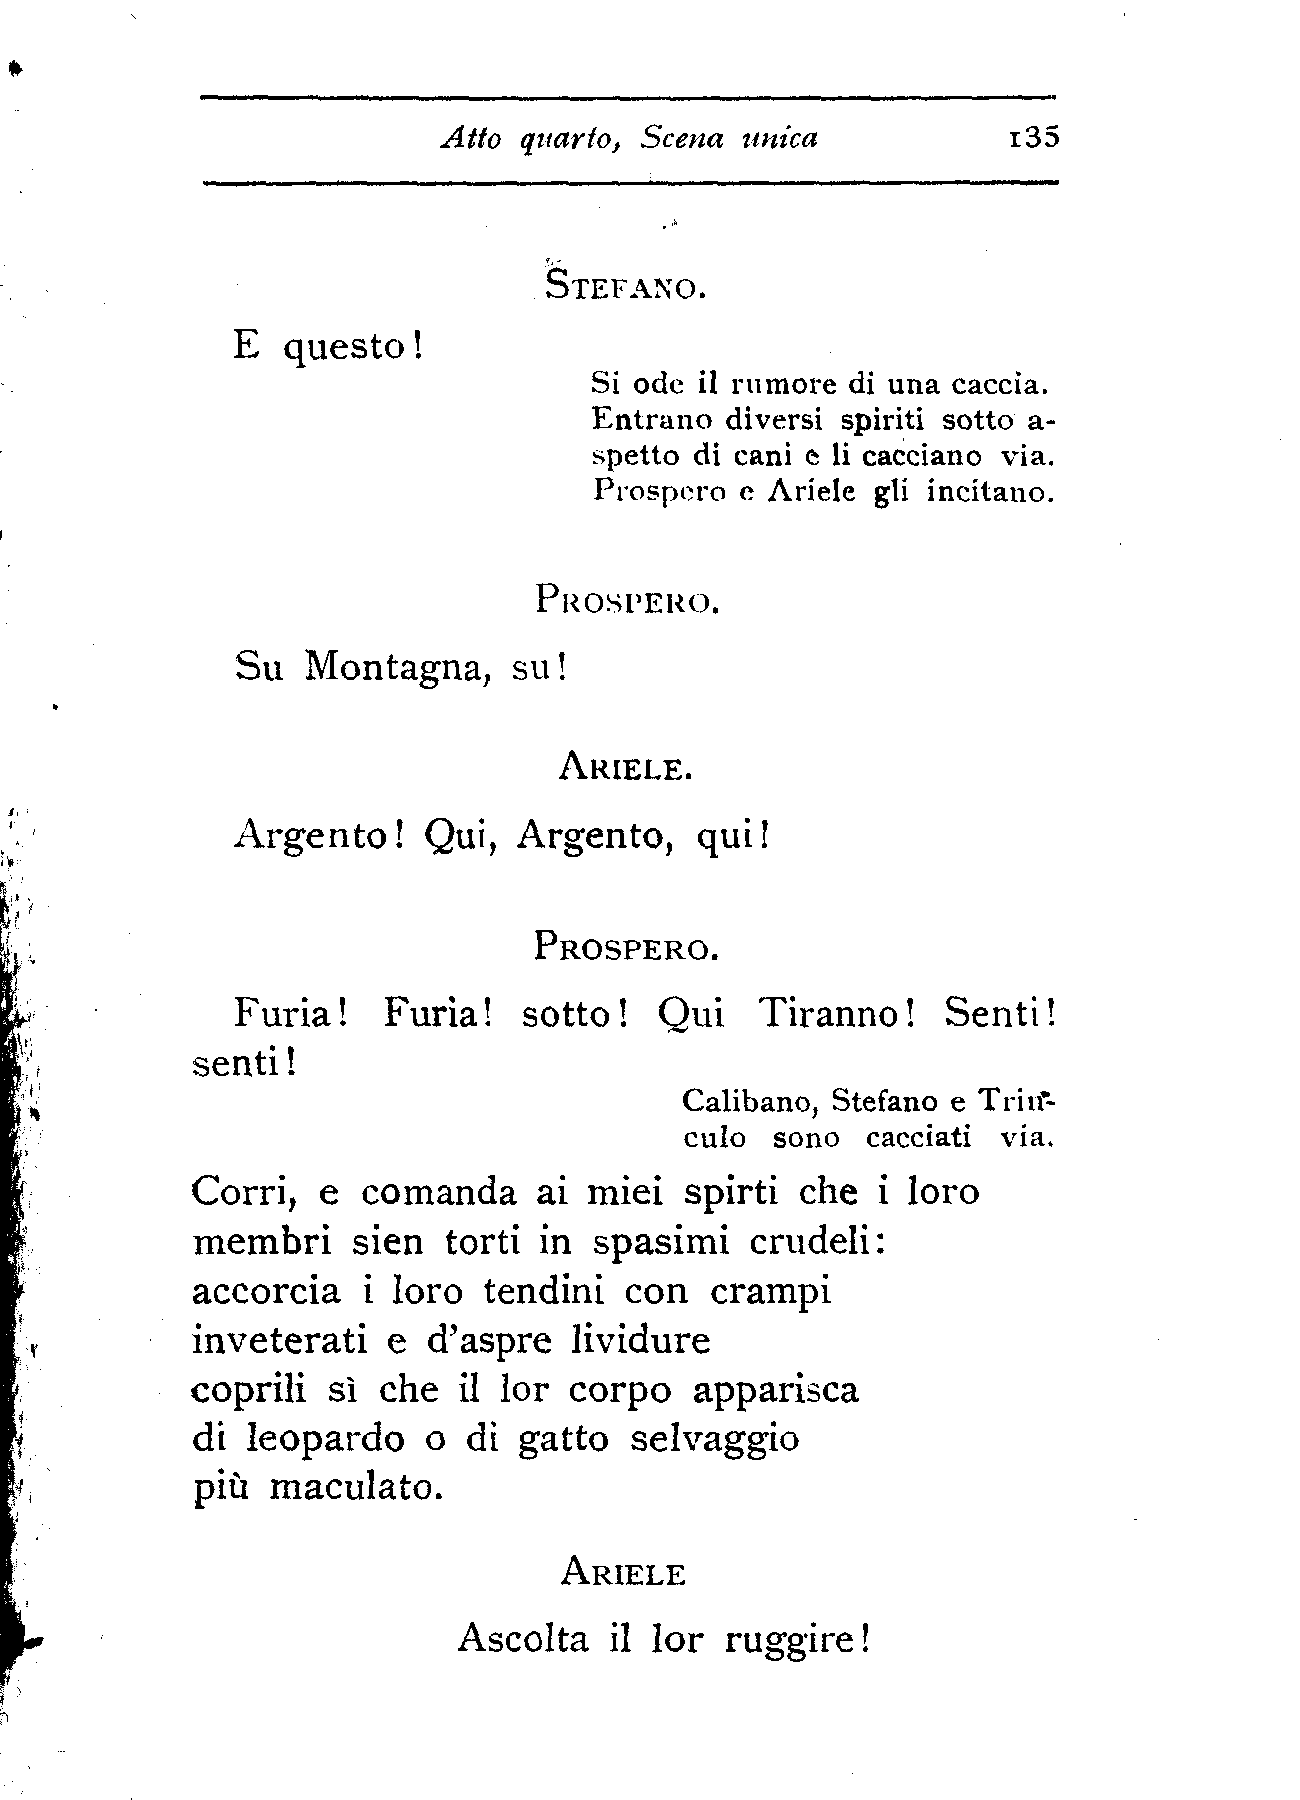 Atto quarto, Scena unica 135
STEFANO.
E questo!
Si ode il rumore di una caccia.
Entrano diversi spiriti sotto a-
spetto di cani e li cacciano via.
Prospero e Ariele gli incitano.
PROSPERO.
Su Montagna, su!
ARIELE.
Argento! Qui, Argento, qui!
PROSPERO.
Furia! Furia! sotto! Qui Tiranno! Senti!
senti!
Calibano, Stefano e Trin-
culo sono cacciati via.
Corri, e comanda ai miei spirti che i loro
membri sien torti in spasimi crudeli:
accorcia i loro tendini con crampi
inveterati e d'aspre lividure
coprili sì che il lor corpo apparisca
di leopardo o di gatto selvaggio
più maculato.
ARIELE
Ascolta il lor ruggire!